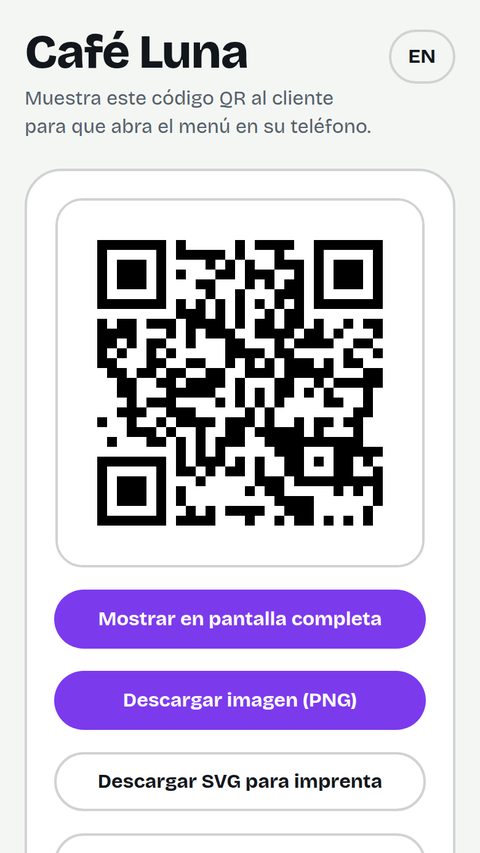 Café Luna
EN
Muestra este código QR al cliente
para que abra el menú en su teléfono.
Mostrar en pantalla completa
Descargar imagen (PNG)
Descargar SVG para imprenta